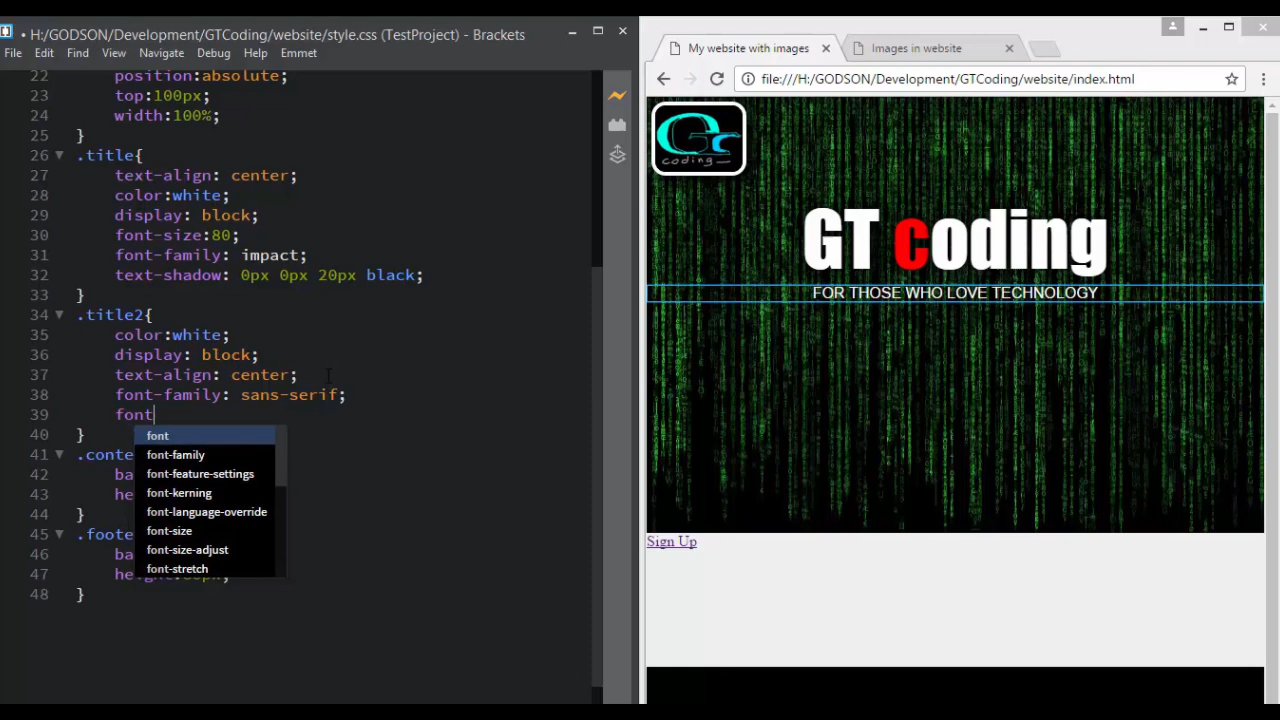 H:/GODSON/Development/GTCoding/website/style.css (TestProject) - Brackets
File Edit Find View Navigate Debug Help Emmet
22 position:absolute;
23 top:100px;
24 width:100%;
25 }
26 .title{
27 text-align: center;
28 color:white;
29 display: block;
30 font-size:80;
31 font-family: impact;
32 text-shadow: 0px 0px 20px black;
33 }
34 .title2{
35 color:white;
36 display: block;
37 text-align: center;
38 font-family: sans-serif;
39 font
40 }
41 .conte
42 ba
43 he
44 }
45 .foote
46 ba
47
48 }
font
font-family
font-feature-settings
font-kerning
font-language-override
font-size
font-size-adjust
font-stretch
My website with images
Images in website
file:///H:/GODSON/Development/GTCoding/website/index.html
GT
coding
GT coding
FOR THOSE WHO LOVE TECHNOLOGY
Sign Up